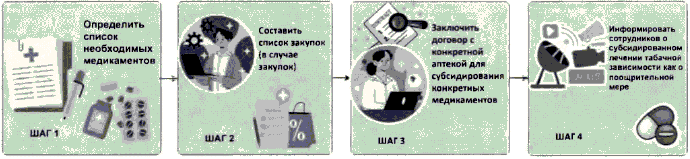 Определить
список
необходимых
медикаментов
ШАГ 1
Составить
список закупок
(в случае
закупок)
ШАГ 2
Заключить
договор с
конкретной
аптекой для
субсидирования
конкретных
медикаментов
ШАГ 3
Информировать
сотрудников о
субсидированном
лечении табачной
зависимости как о
поощрительной
мере
ШАГ 4